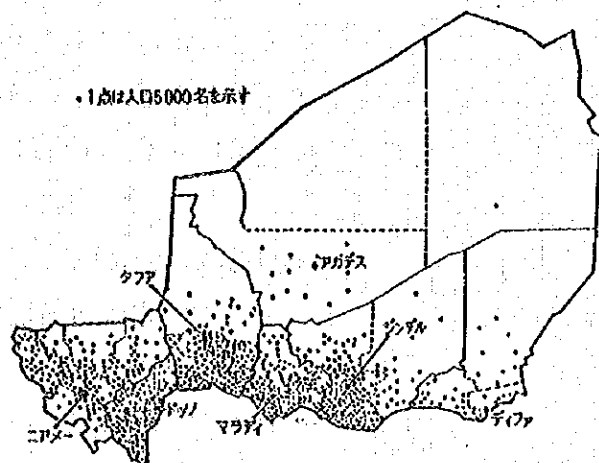 ・1点は人口5000名を示す
アガデス
タファ
ジンデル
ドッソ
マラディ
ニアメー
ディファ